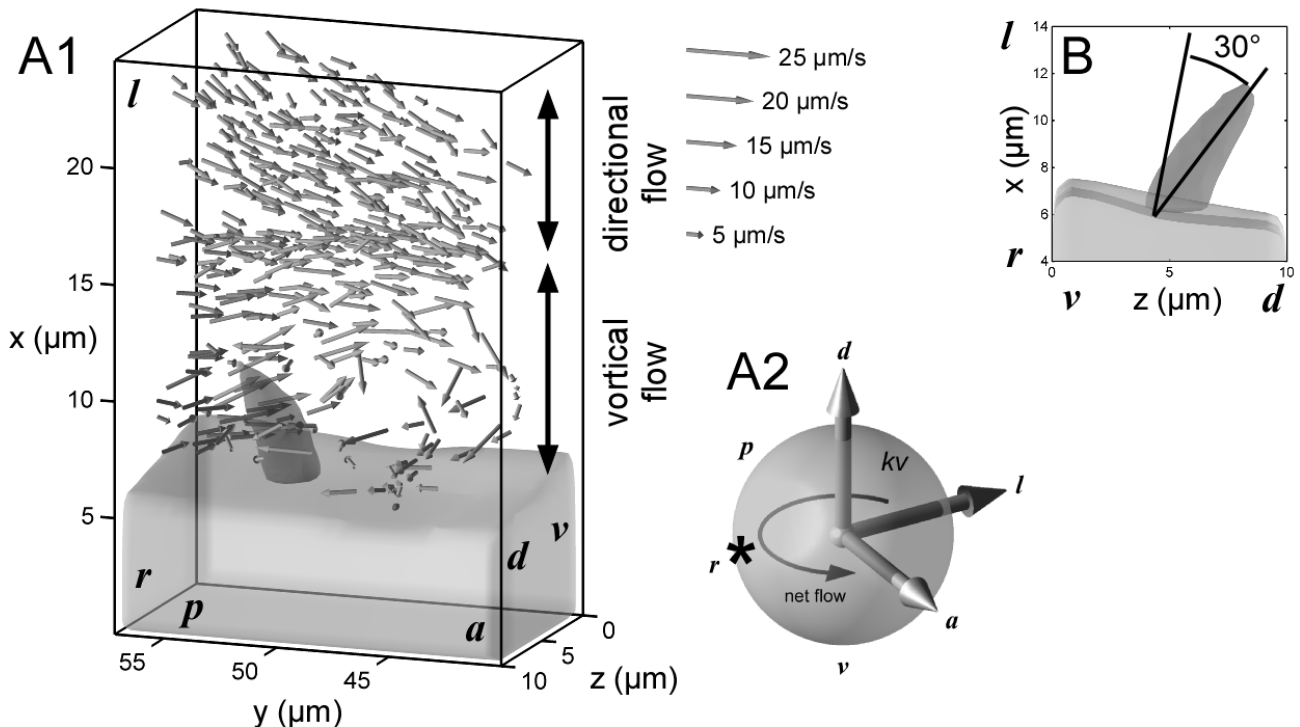 A1
l
20
15
x (µm)
10
5
r
p
a
d
v
55
50
45
y (µm)
10
5
0
z (µm)
directional
flow
vortical
flow
25 µm/s
20 µm/s
15 µm/s
10 µm/s
5 µm/s
B
l
14
12
10
8
6
4
x (µm)
r
30°
0
5
10
v
z (µm)
d
A2
d
p
kv
l
r
*
net flow
a
v